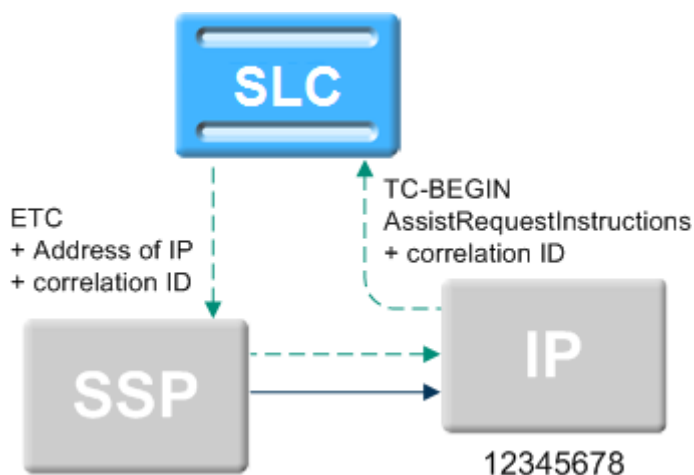 SLC
ETC
+ Address of IP
+ correlation ID
TC-BEGIN
AssistRequestInstructions
+ correlation ID
SSP
IP
12345678